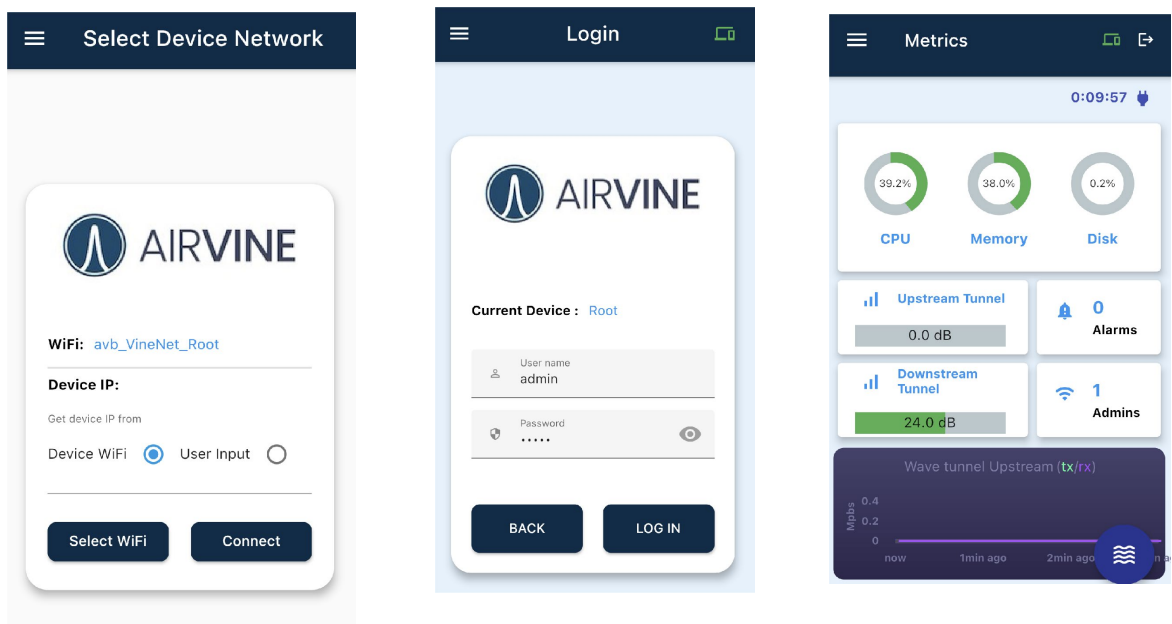 Select Device Network
AIRVINE
WiFi: avb_VineNet_Root
Device IP:
Get device IP from
Device WiFi User Input
Select WiFi Connect
Login
AIRVINE
Current Device : Root
User name
admin
Password
•••••
BACK LOG IN
Metrics
0:09:57
39.2% 38.0% 0.2%
CPU Memory Disk
Upstream Tunnel
0.0 dB
0
Alarms
Downstream
Tunnel
24.0 dB
1
Admins
Wave tunnel Upstream (tx/rx)
Mpbs
0.4
0.2
0
now 1min ago 2min ago